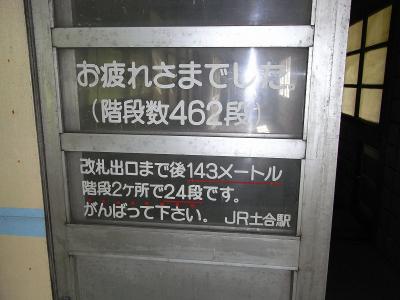 お疲れさまでした。
(階段数462段)
改札出口まで後143メートル
階段2ヶ所で24段です。
がんばって下さい。 JR土合駅